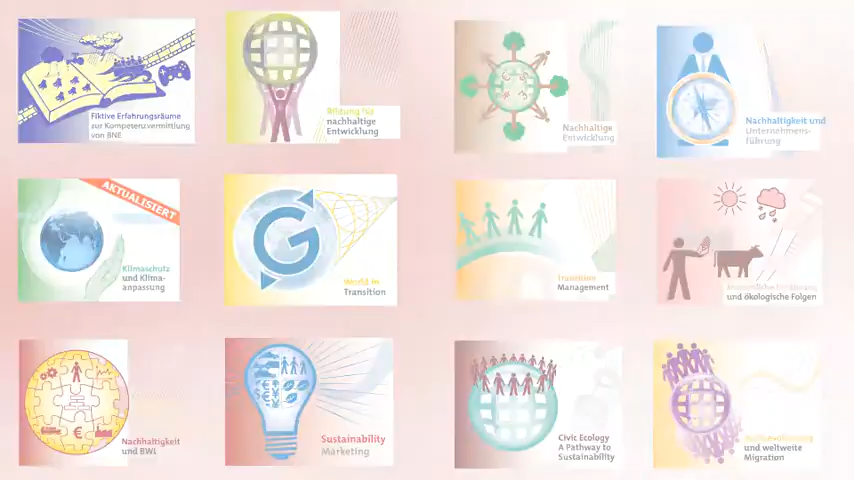 Fiktive Erfahrungsräume
zur Kompetenzvermittlung
von BNE
Bildung für
nachhaltige
Entwicklung
Nachhaltige
Entwicklung
Nachhaltigkeit und
Unternehmens-
führung
AKTUALISIERT
Klimaschutz
und Klima-
anpassung
World in
Transition
Transition
Management
und ökologische Folgen
Nachhaltigkeit
und BWL
Sustainability
Marketing
Civic Ecology
A Pathway to
Sustainability
und weltweite
Migration